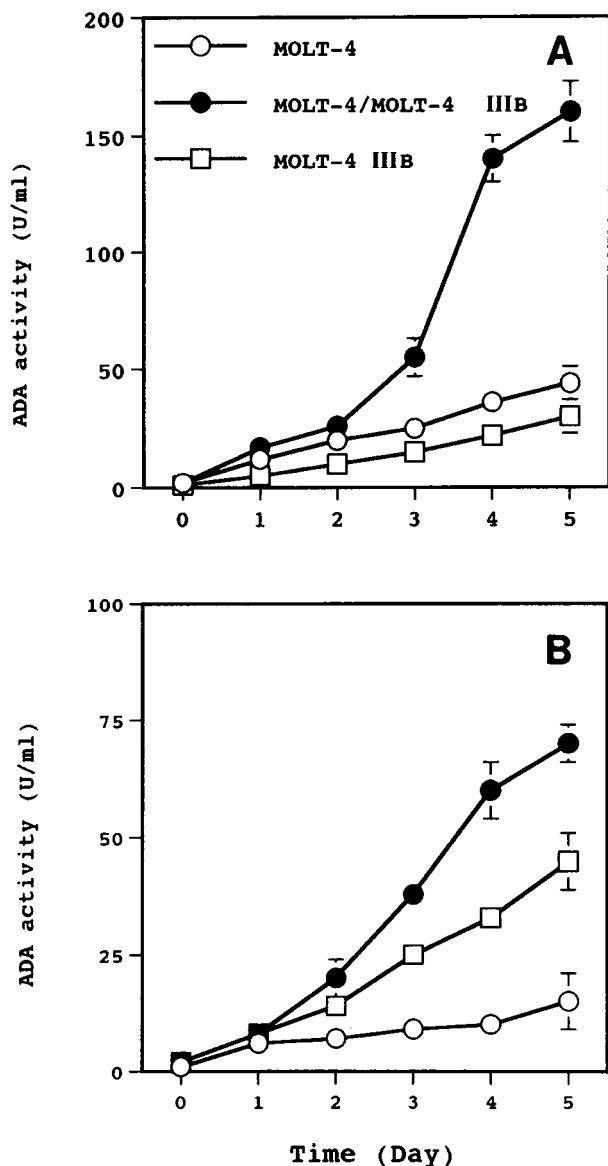 200
A
MOLT-4
MOLT-4/MOLT-4 IIIB
150
MOLT-4 IIIB
ADA activity (U/ml)
100
50
0
0 1 2 3 4 5
100
B
75
ADA activity (U/ml)
50
25
0
0 1 2 3 4 5
Time (Day)